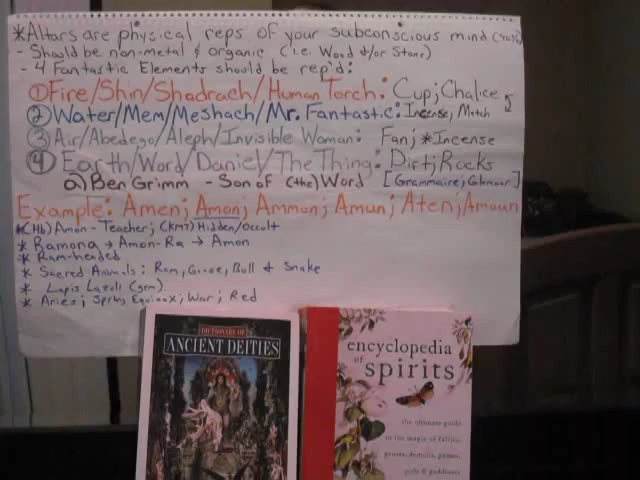 *Altars are physical reps of your subconscious mind (90%)
- Should be non-metal & organic (i.e. Wood &/or Stone)
- 4 Fantastic Elements should be rep'd:
① Fire/Shin/Shadrach/Human Torch: Cup; Chalice
② Water/Mem/Meshach/Mr. Fantastic: Incense, Match
③ Air/Abedego/Aleph/Invisible Woman: Fan; *Incense
④ Earth/Word/Daniel/The Thing: Dirt; Rocks
a) Ben Grimm - Son of (the) Word [Grammaire; Glamour]
Example: Amen; Amon; Ammon; Amun; Aten; Amoun
*(Hb) Amon - Teacher; (KMT) Hidden/Occult
* Ramona → Amon-Ra → Amon
* Ram-headed
* Sacred Animals: Ram, Goose, Bull & Snake
* Lapis Lazuli (gem)
* Aries; Spring Equinox; War; Red
DICTIONARY OF
ANCIENT DEITIES
encyclopedia
of spirits
the ultimate guide
to the magic of fairies,
genies, demons, ghosts,
gods & goddesses